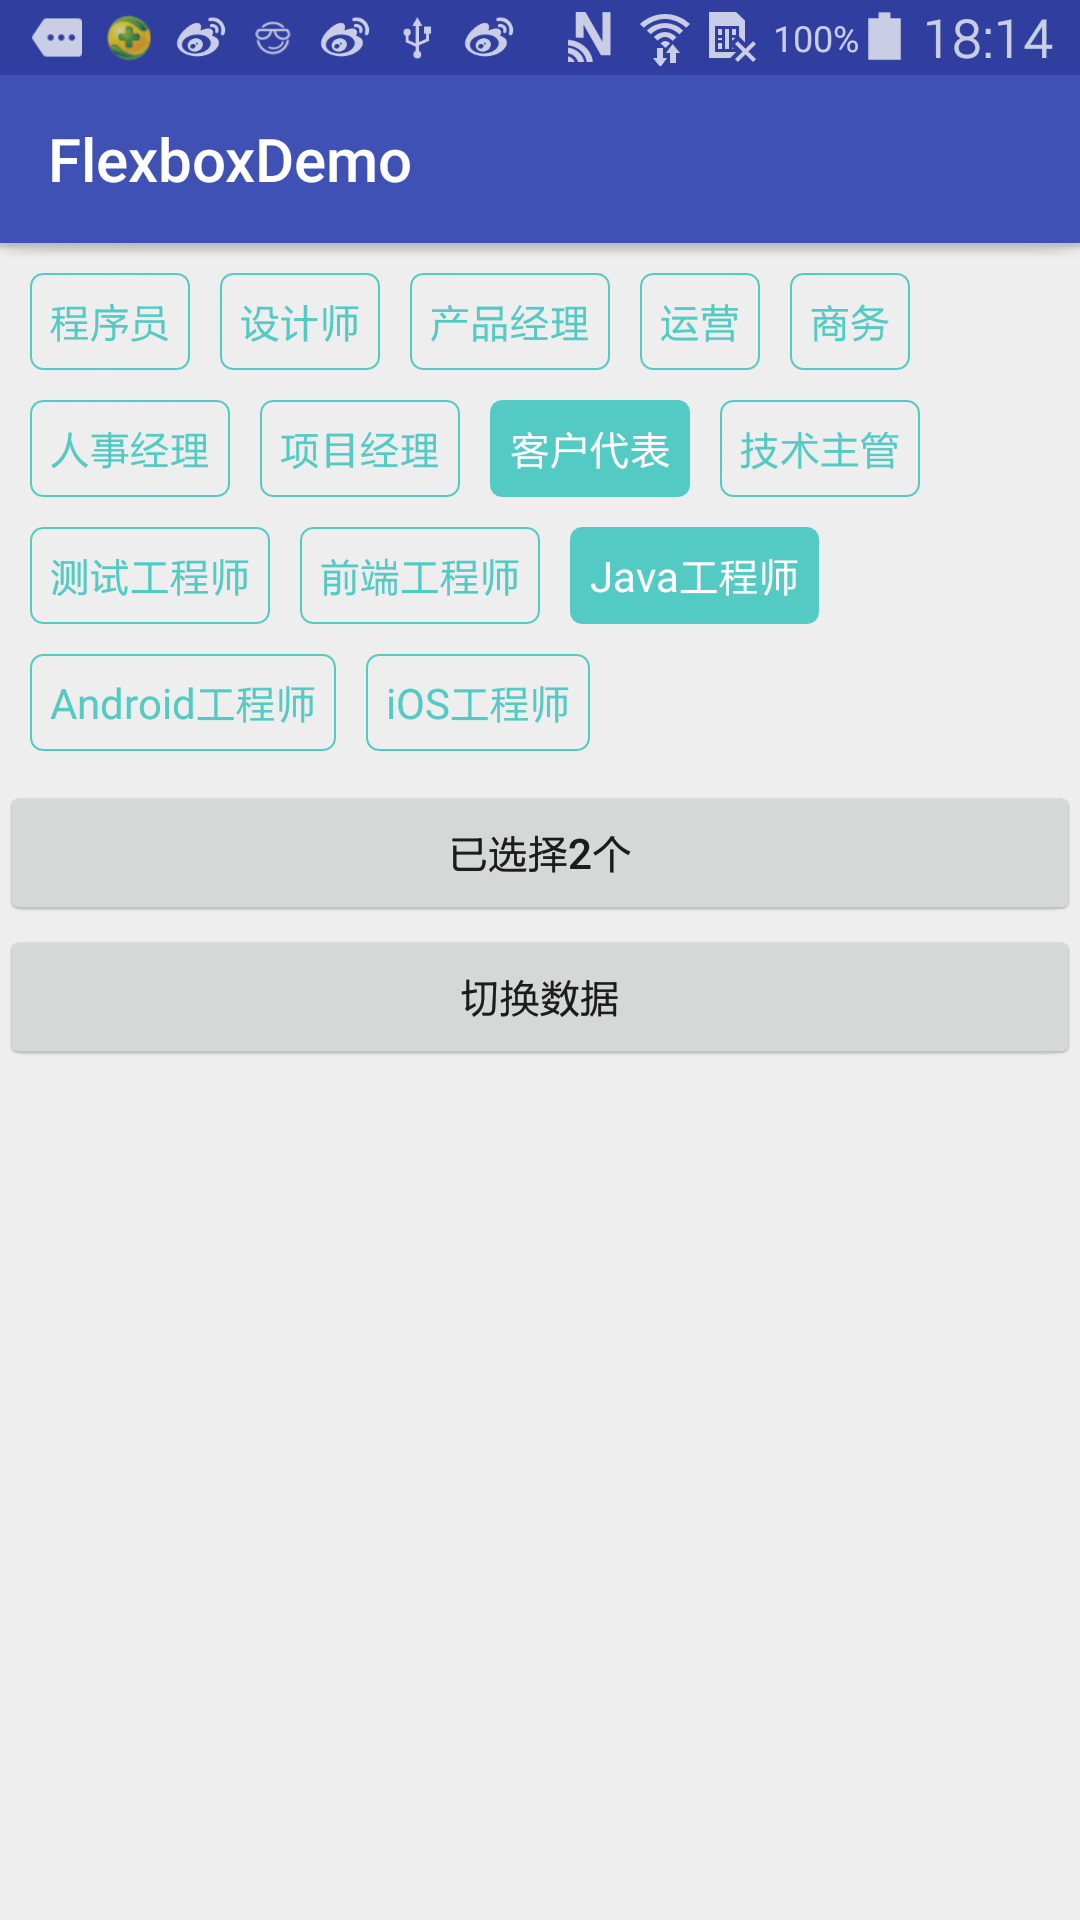 100% 18:14
FlexboxDemo
程序员 设计师 产品经理 运营 商务
人事经理 项目经理 客户代表 技术主管
测试工程师 前端工程师 Java工程师
Android工程师 iOS工程师
已选择2个
切换数据